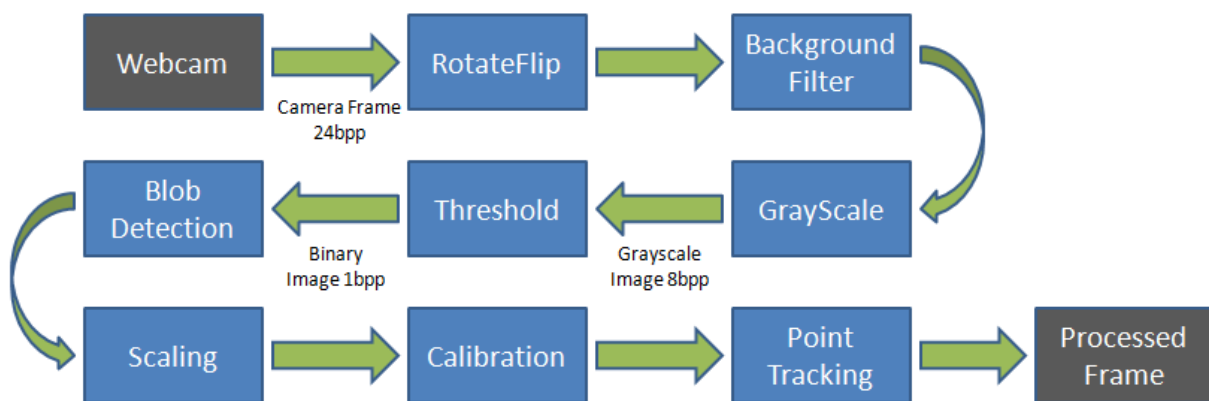 Webcam
Camera Frame
24bpp
RotateFlip
Background
Filter
GrayScale
Grayscale
Image 8bpp
Threshold
Binary
Image 1bpp
Blob
Detection
Scaling
Calibration
Point
Tracking
Processed
Frame